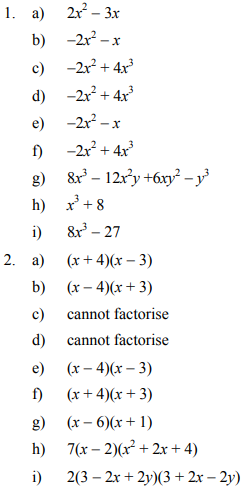 1. a) 2x² – 3x
b) –2x² – x
c) –2x² + 4x³
d) –2x² + 4x³
e) –2x² – x
f) –2x² + 4x³
g) 8x³ – 12x²y +6xy² – y³
h) x³ + 8
i) 8x³ – 27
2. a) (x + 4)(x – 3)
b) (x – 4)(x + 3)
c) cannot factorise
d) cannot factorise
e) (x – 4)(x – 3)
f) (x + 4)(x + 3)
g) (x – 6)(x + 1)
h) 7(x – 2)(x² + 2x + 4)
i) 2(3 – 2x + 2y)(3 + 2x – 2y)